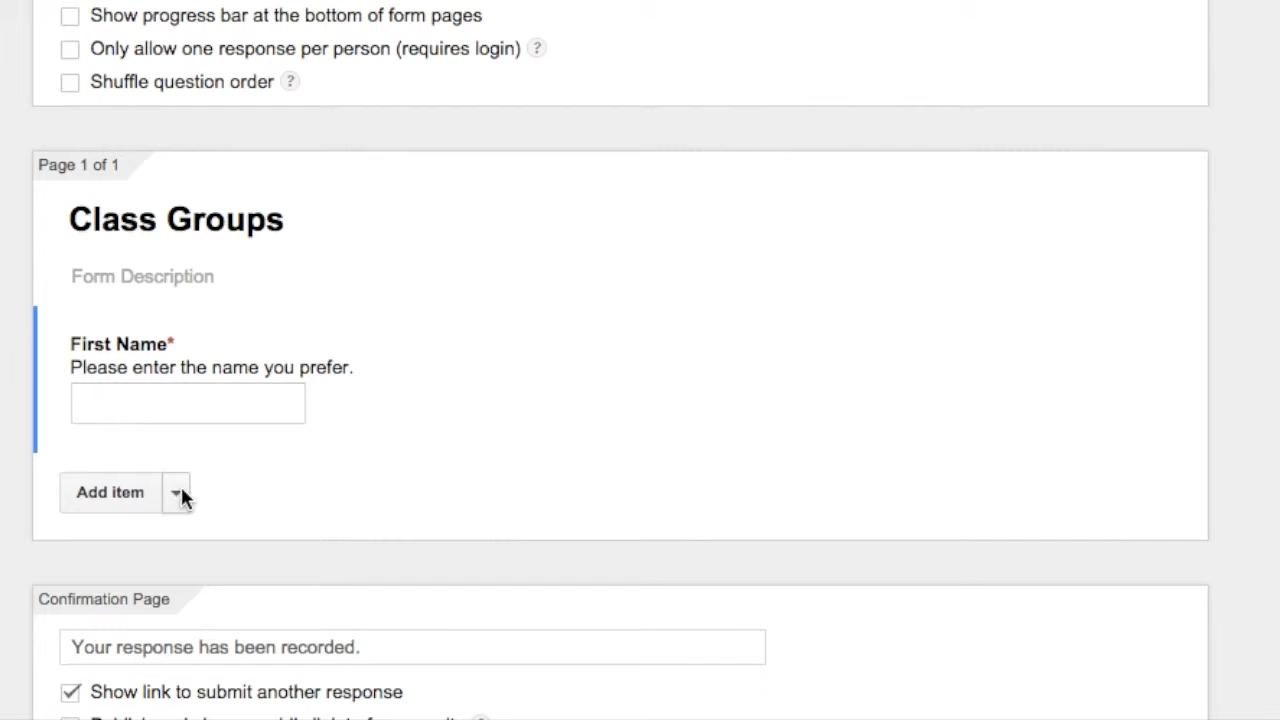 Show progress bar at the bottom of form pages
Only allow one response per person (requires login) ?
Shuffle question order ?
Page 1 of 1
Class Groups
Form Description
First Name*
Please enter the name you prefer.
Add item
Confirmation Page
Your response has been recorded.
Show link to submit another response